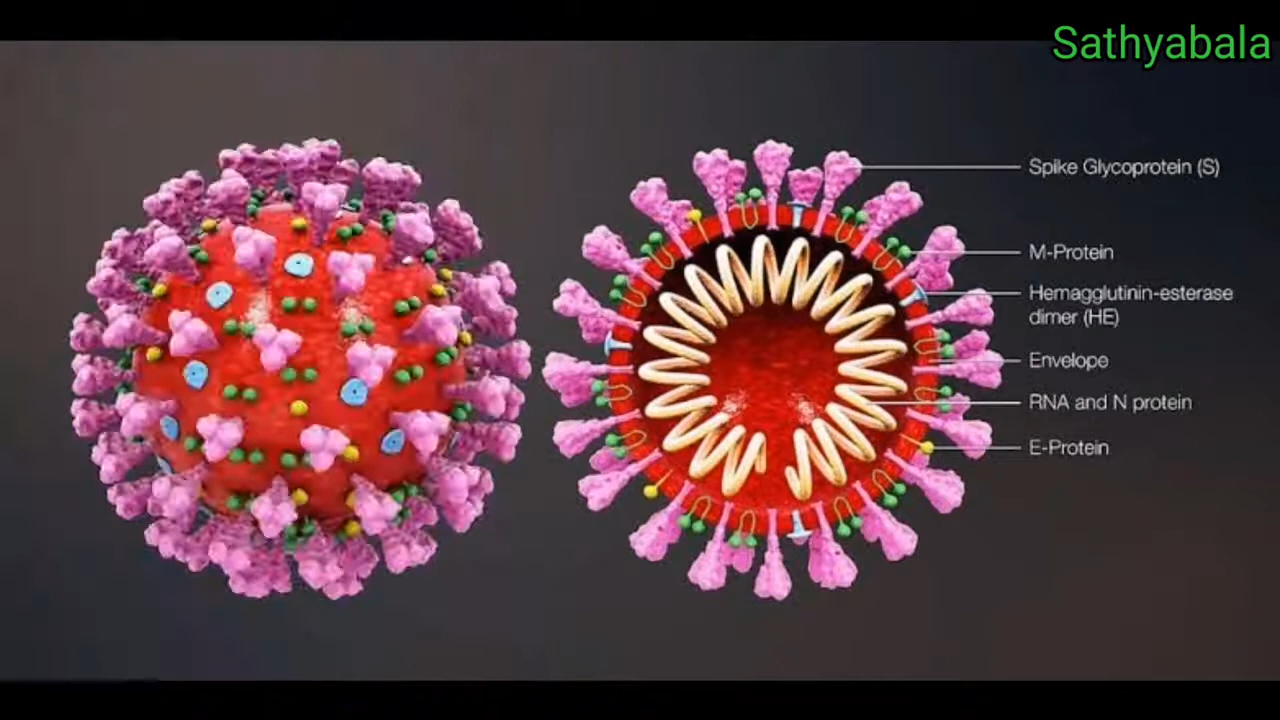 Sathyabala
Spike Glycoprotein (S)
M-Protein
Hemagglutinin-esterase
dimer (HE)
Envelope
RNA and N protein
E-Protein